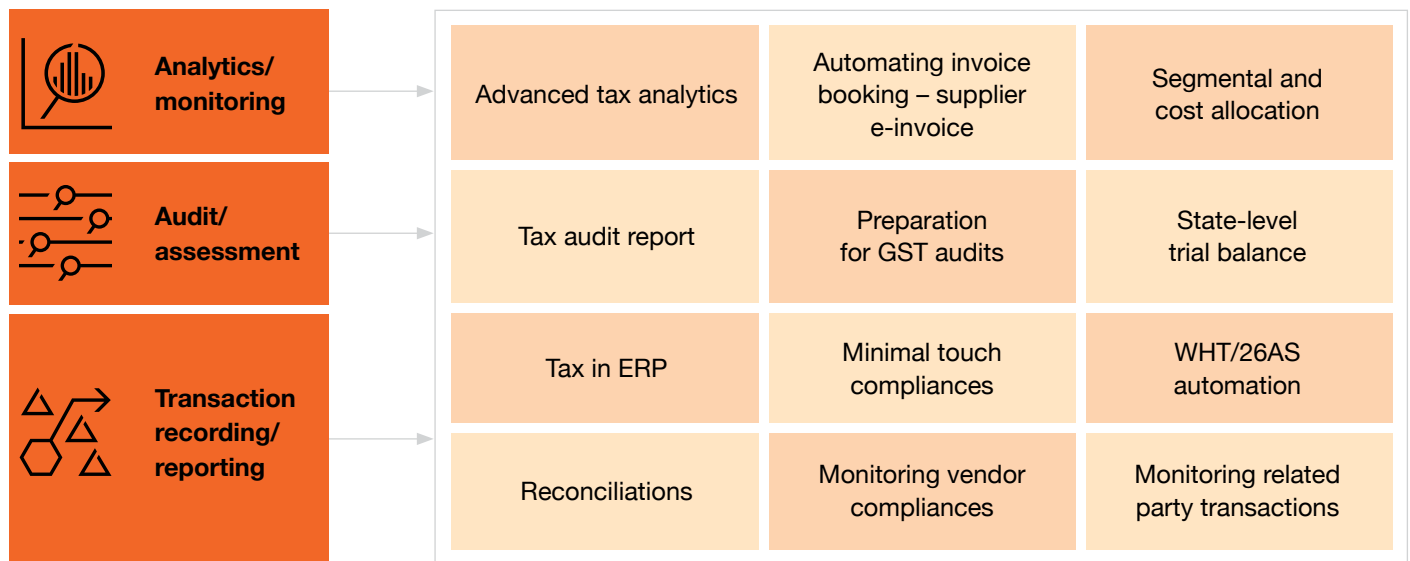 Analytics/
monitoring
Advanced tax analytics
Automating invoice
booking – supplier
e-invoice
Segmental and
cost allocation
Audit/
assessment
Tax audit report
Preparation
for GST audits
State-level
trial balance
Transaction
recording/
reporting
Tax in ERP
Minimal touch
compliances
WHT/26AS
automation
Reconciliations
Monitoring vendor
compliances
Monitoring related
party transactions